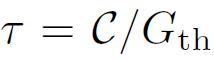 τ = 𝒞/G_th